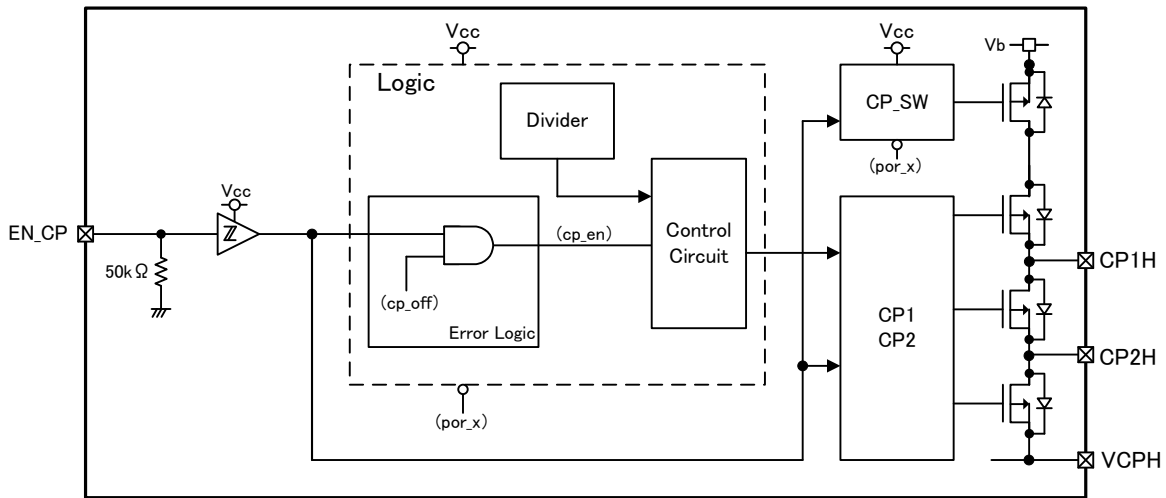 Vcc
Vcc
Vb
Logic
Divider
CP_SW
(por_x)
Vcc
EN_CP
(cp_en)
Control
Circuit
50kΩ
(cp_off)
Error Logic
CP1
CP2
CP1H
CP2H
(por_x)
VCPH